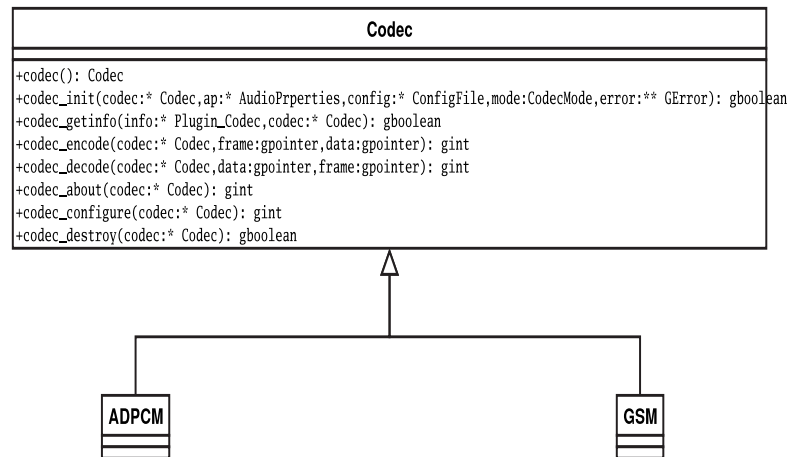 Codec
+codec(): Codec
+codec_init(codec:* Codec,ap:* AudioPrperties,config:* ConfigFile,mode:CodecMode,error:** GError): gboolean
+codec_getinfo(info:* Plugin_Codec,codec:* Codec): gboolean
+codec_encode(codec:* Codec,frame:gpointer,data:gpointer): gint
+codec_decode(codec:* Codec,data:gpointer,frame:gpointer): gint
+codec_about(codec:* Codec): gint
+codec_configure(codec:* Codec): gint
+codec_destroy(codec:* Codec): gboolean
ADPCM
GSM